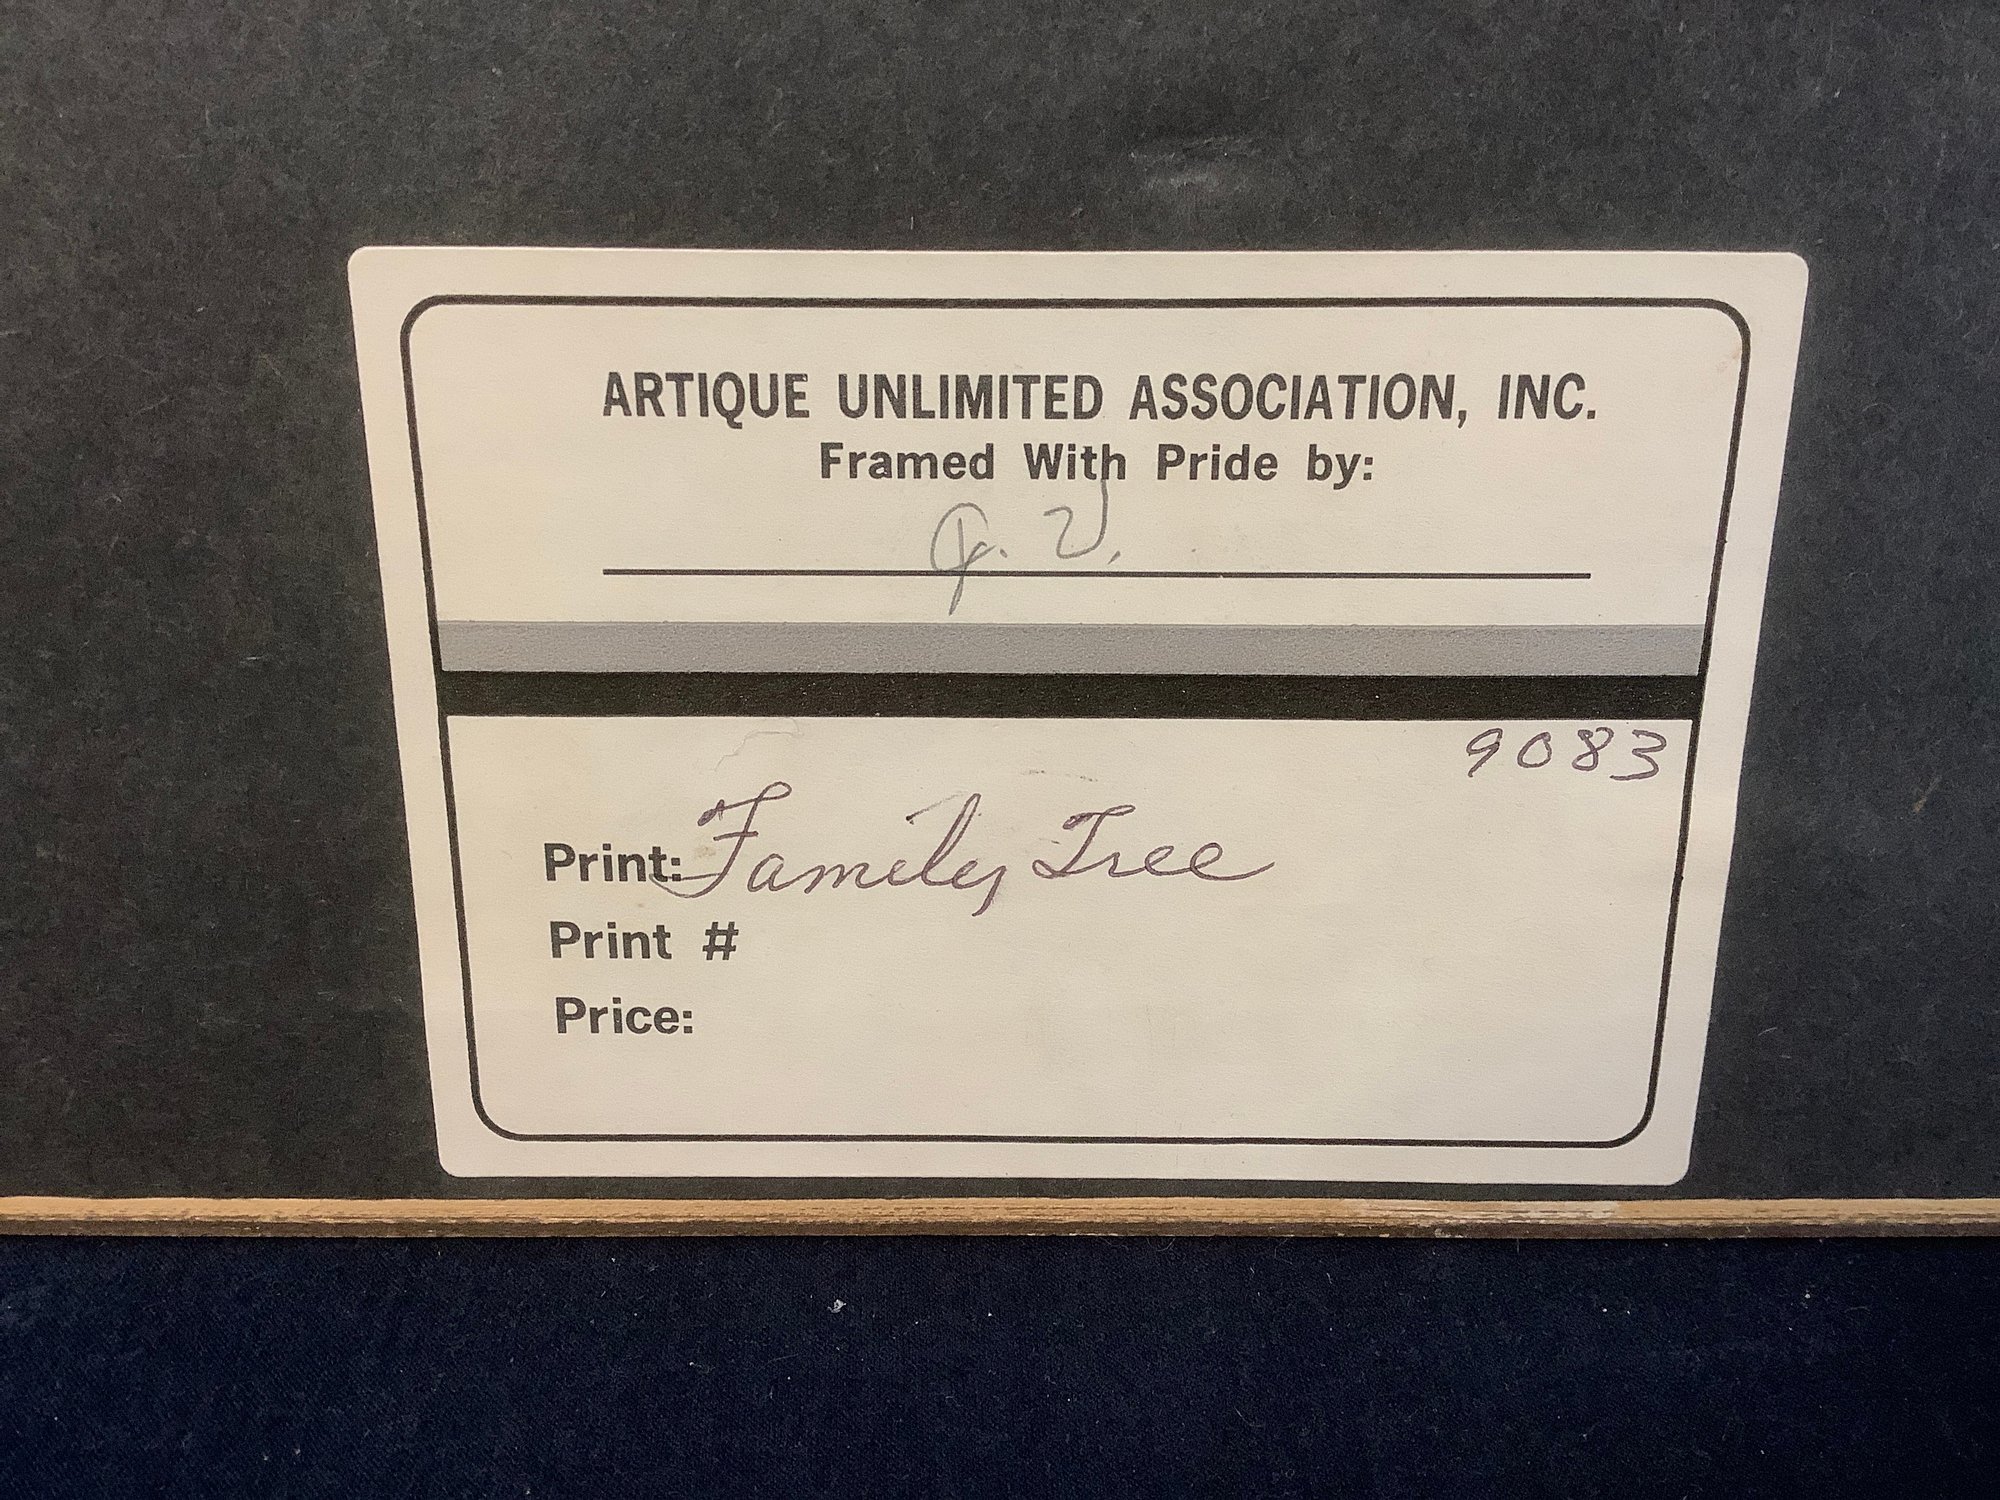 ARTIQUE UNLIMITED ASSOCIATION, INC.
Framed With Pride by:
9083
Print: Family Tree
Print #
Price: